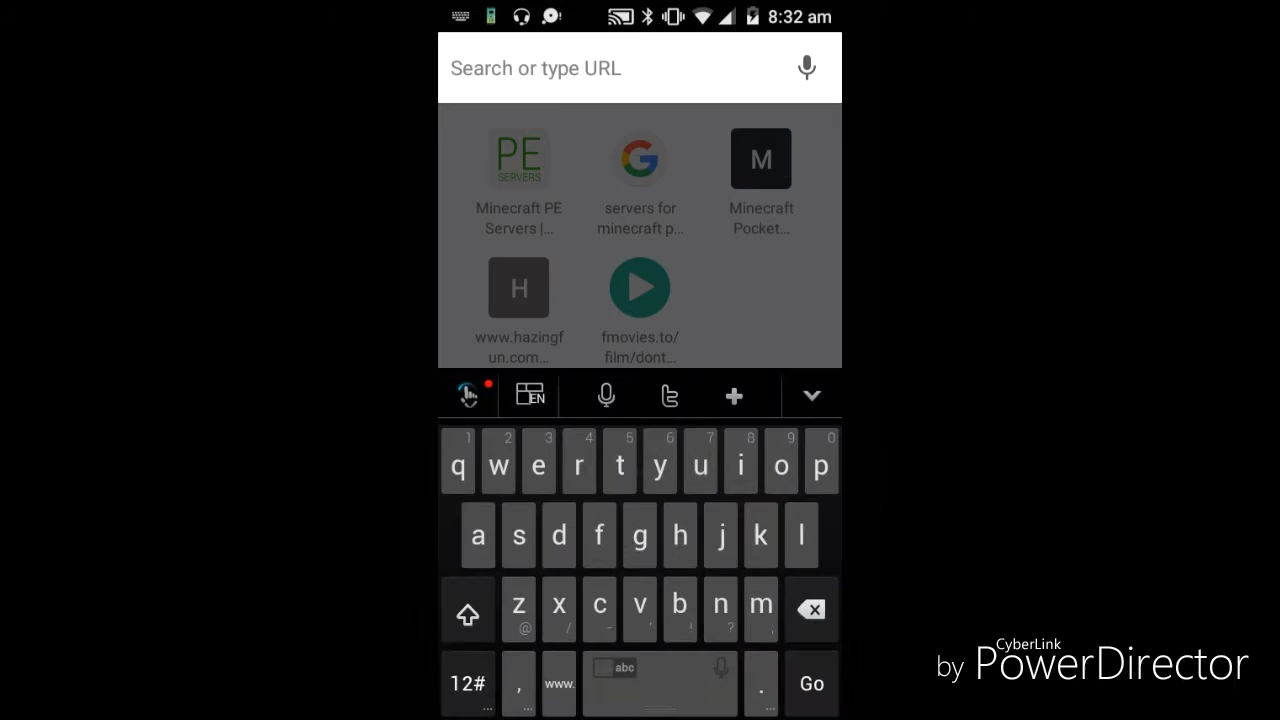 8:32 am
Search or type URL
PE
SERVERS
M
Minecraft PE
Servers |...
servers for
minecraft p...
Minecraft
Pocket...
H
www.hazingf
un.com...
fmovies.to/
film/dont...
EN
1 2 3 4 5 6 7 8 9 0
q w e r t y u i o p
a s d f g h j k l
z x c v b n m
@ / - ' ! ? ,
12# , www. abc . Go
CyberLink
by PowerDirector